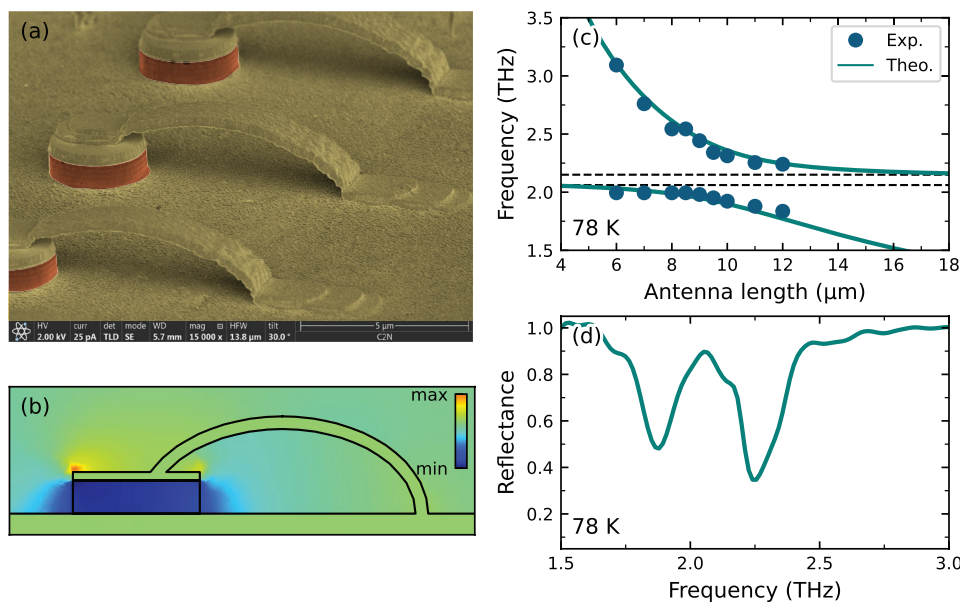 (a)
HV curr det mode WD mag HFW tilt 5 µm
2.00 kV 25 pA TLD SE 5.7 mm 15 000 x 13.8 µm 30.0 ° C2N
(b)
max
min
(c)
Exp.
Theo.
3.5
3.0
2.5
2.0
1.5
Frequency (THz)
78 K
4 6 8 10 12 14 16 18
Antenna length (µm)
(d)
1.0
0.8
0.6
0.4
0.2
Reflectance
78 K
1.5 2.0 2.5 3.0
Frequency (THz)